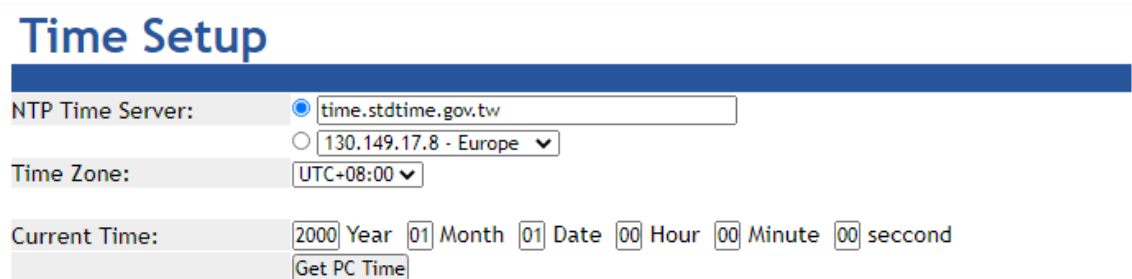 Time Setup
NTP Time Server: time.stdtime.gov.tw
130.149.17.8 - Europe
Time Zone: UTC+08:00
Current Time: 2000 Year 01 Month 01 Date 00 Hour 00 Minute 00 seccond
Get PC Time